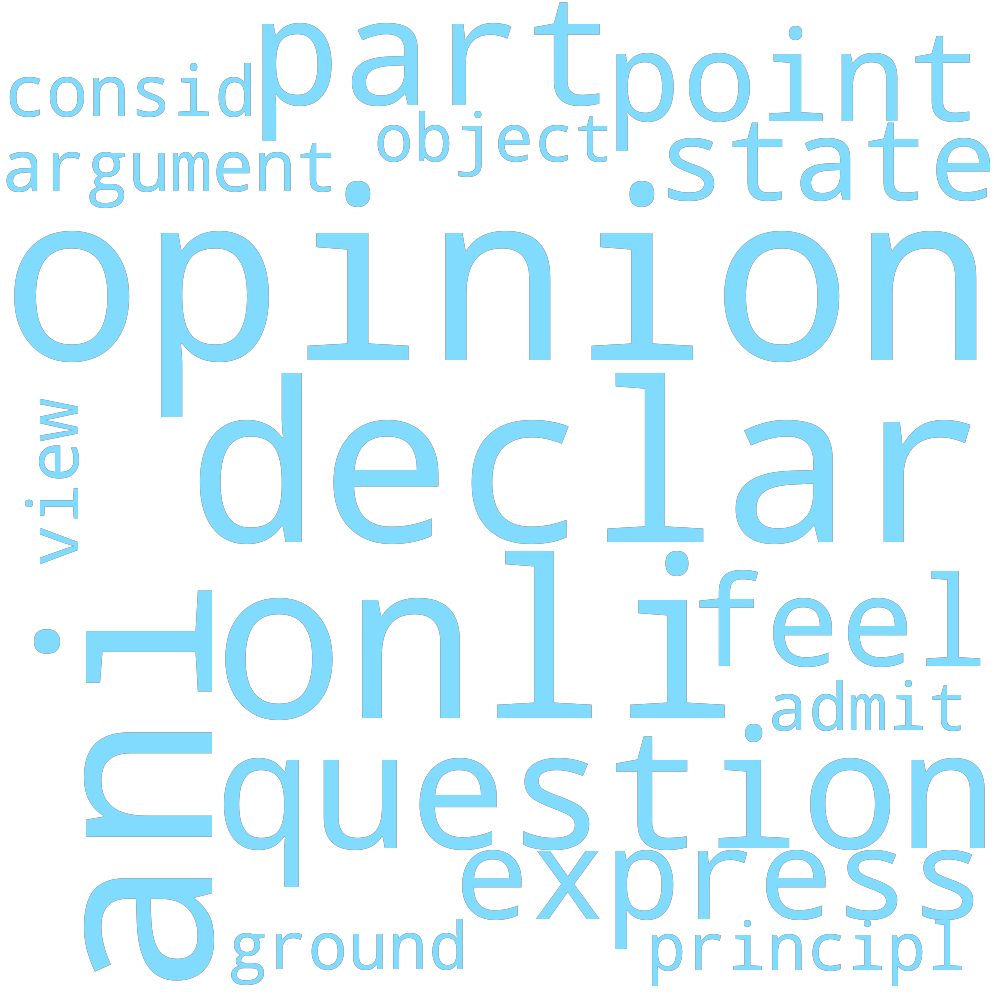 part
consid
point
object
state
argument
opinion
declar
view
onli
feel
ani
admit
question
express
ground
principl